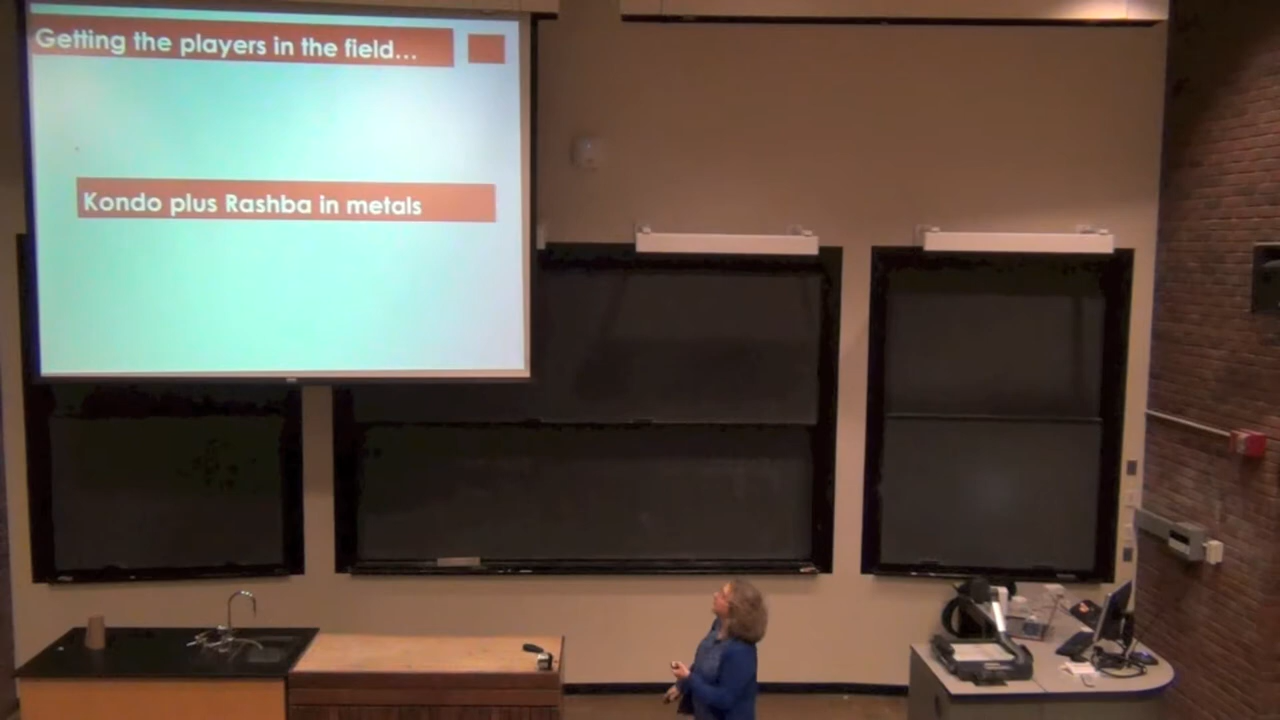 Getting the players in the field...
Kondo plus Rashba in metals